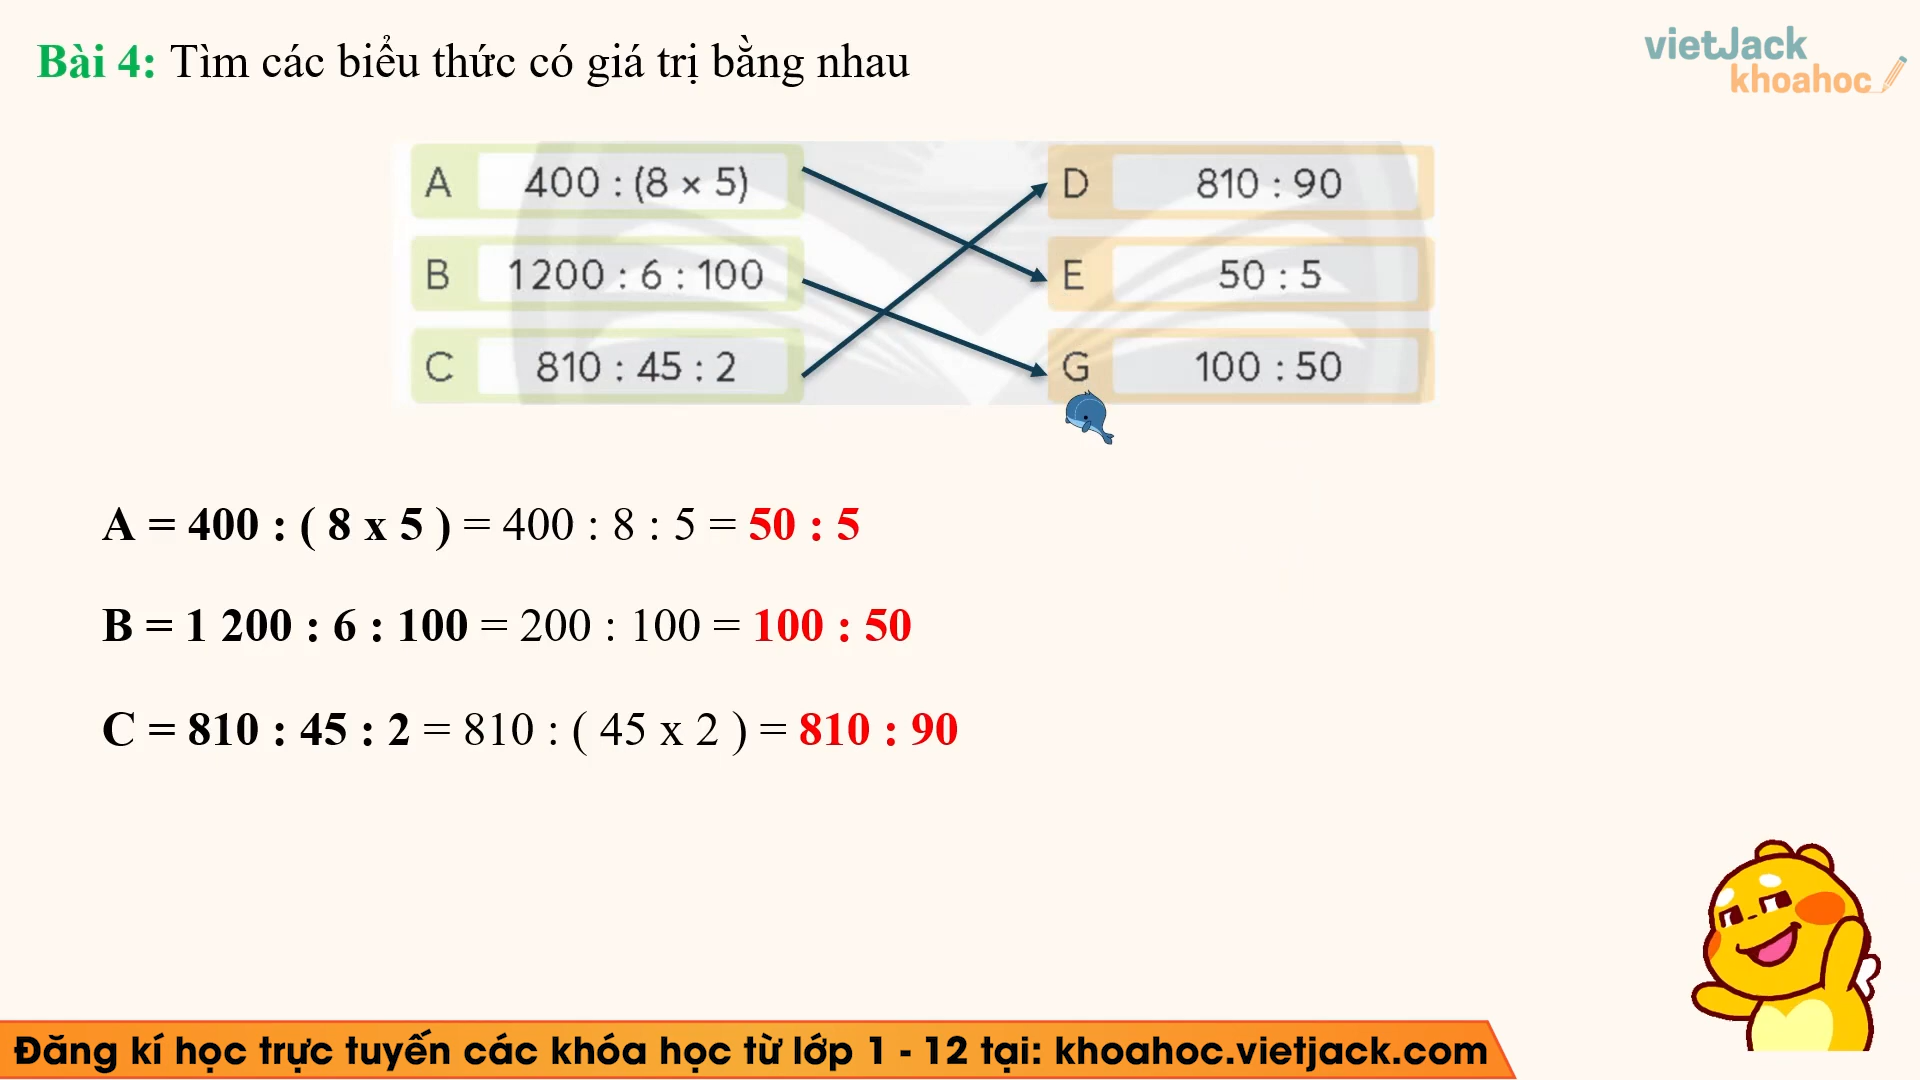 Bài 4: Tìm các biểu thức có giá trị bằng nhau
vietJack
khoahoc
A 400 : (8 × 5)
D 810 : 90
B 1200 : 6 : 100
E 50 : 5
C 810 : 45 : 2
G 100 : 50
A = 400 : ( 8 x 5 ) = 400 : 8 : 5 = 50 : 5
B = 1 200 : 6 : 100 = 200 : 100 = 100 : 50
C = 810 : 45 : 2 = 810 : ( 45 x 2 ) = 810 : 90
Đăng kí học trực tuyến các khóa học từ lớp 1 - 12 tại: khoahoc.vietjack.com